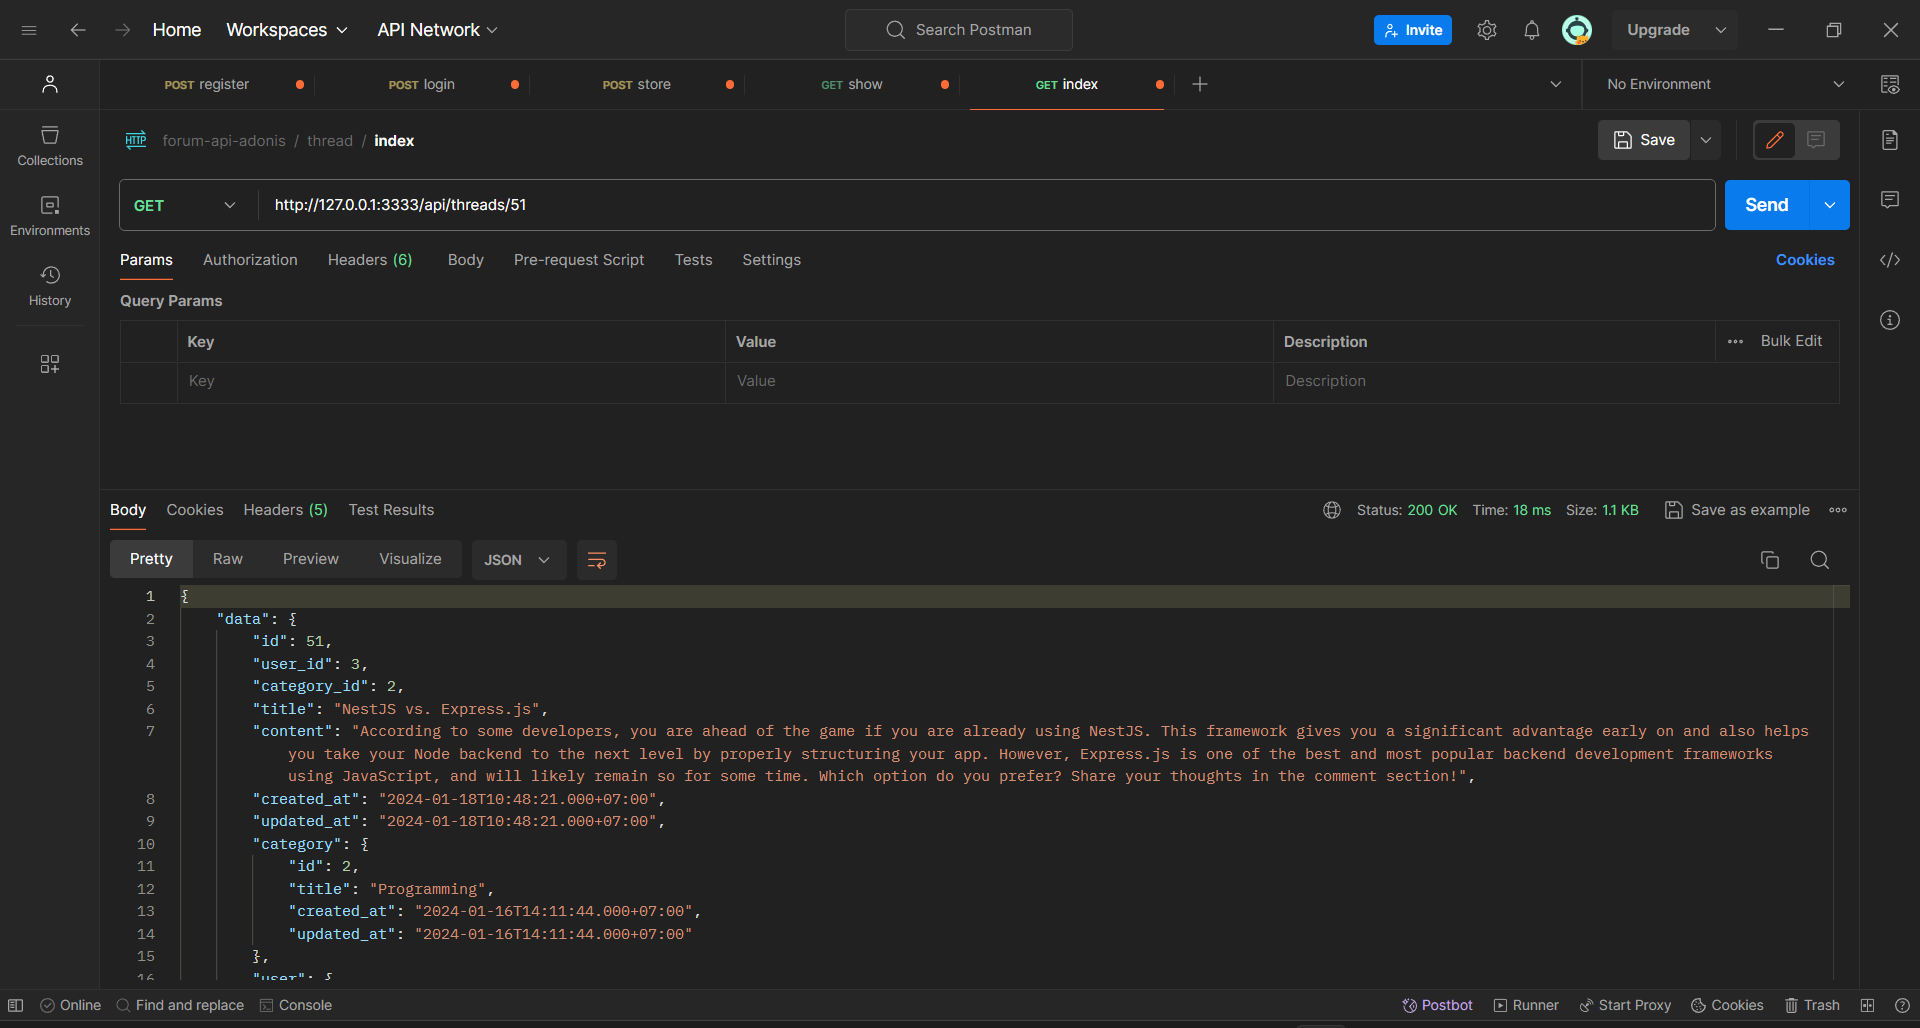 Home Workspaces API Network Search Postman Invite Upgrade
POST register POST login POST store GET show GET index No Environment
HTTP forum-api-adonis / thread / index Save
Collections
Environments
History
GET http://127.0.0.1:3333/api/threads/51 Send
Params Authorization Headers (6) Body Pre-request Script Tests Settings Cookies
Query Params
Key Value Description Bulk Edit
Key Value Description
Body Cookies Headers (5) Test Results Status: 200 OK Time: 18 ms Size: 1.1 KB Save as example
Pretty Raw Preview Visualize JSON
1 {
2 "data": {
3 "id": 51,
4 "user_id": 3,
5 "category_id": 2,
6 "title": "NestJS vs. Express.js",
7 "content": "According to some developers, you are ahead of the game if you are already using NestJS. This framework gives you a significant advantage early on and also helps
you take your Node backend to the next level by properly structuring your app. However, Express.js is one of the best and most popular backend development frameworks
using JavaScript, and will likely remain so for some time. Which option do you prefer? Share your thoughts in the comment section!",
8 "created_at": "2024-01-18T10:48:21.000+07:00",
9 "updated_at": "2024-01-18T10:48:21.000+07:00",
10 "category": {
11 "id": 2,
12 "title": "Programming",
13 "created_at": "2024-01-16T14:11:44.000+07:00",
14 "updated_at": "2024-01-16T14:11:44.000+07:00"
15 },
16 "user": {
Online Find and replace Console Postbot Runner Start Proxy Cookies Trash